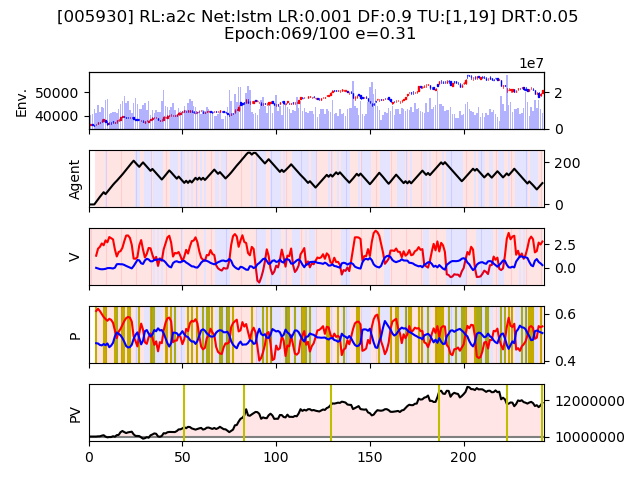 [005930] RL:a2c Net:lstm LR:0.001 DF:0.9 TU:[1,19] DRT:0.05
Epoch:069/100 e=0.31
1e7
Env.
50000
40000
2
0
Agent
200
0
V
2.5
0.0
P
0.6
0.4
PV
12000000
10000000
0 50 100 150 200